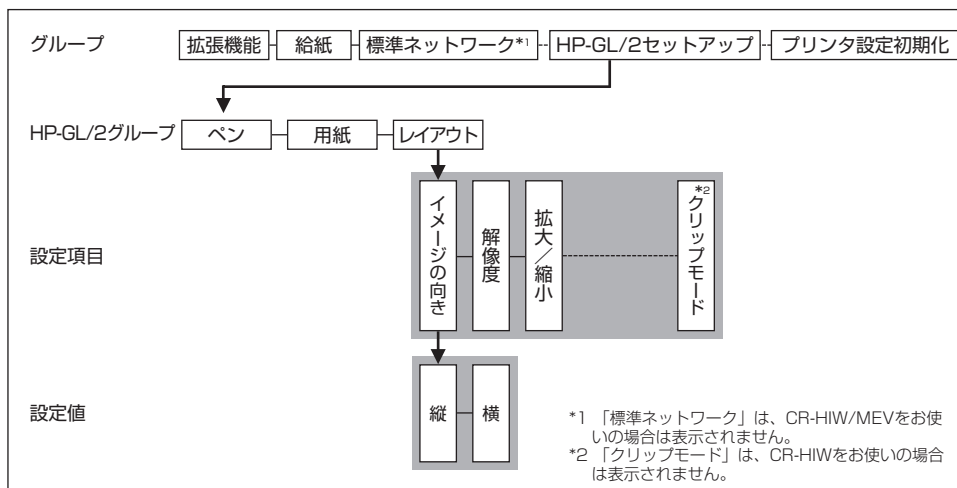 グループ 拡張機能 給紙 標準ネットワーク*1 HP-GL/2セットアップ プリンタ設定初期化
HP-GL/2グループ ペン 用紙 レイアウト
設定項目 イメージの向き 解像度 拡大／縮小 *2クリップモード
設定値 縦 横
*1 「標準ネットワーク」は、CR-HIW/MEVをお使
いの場合は表示されません。
*2 「クリップモード」は、CR-HIWをお使いの場合
は表示されません。